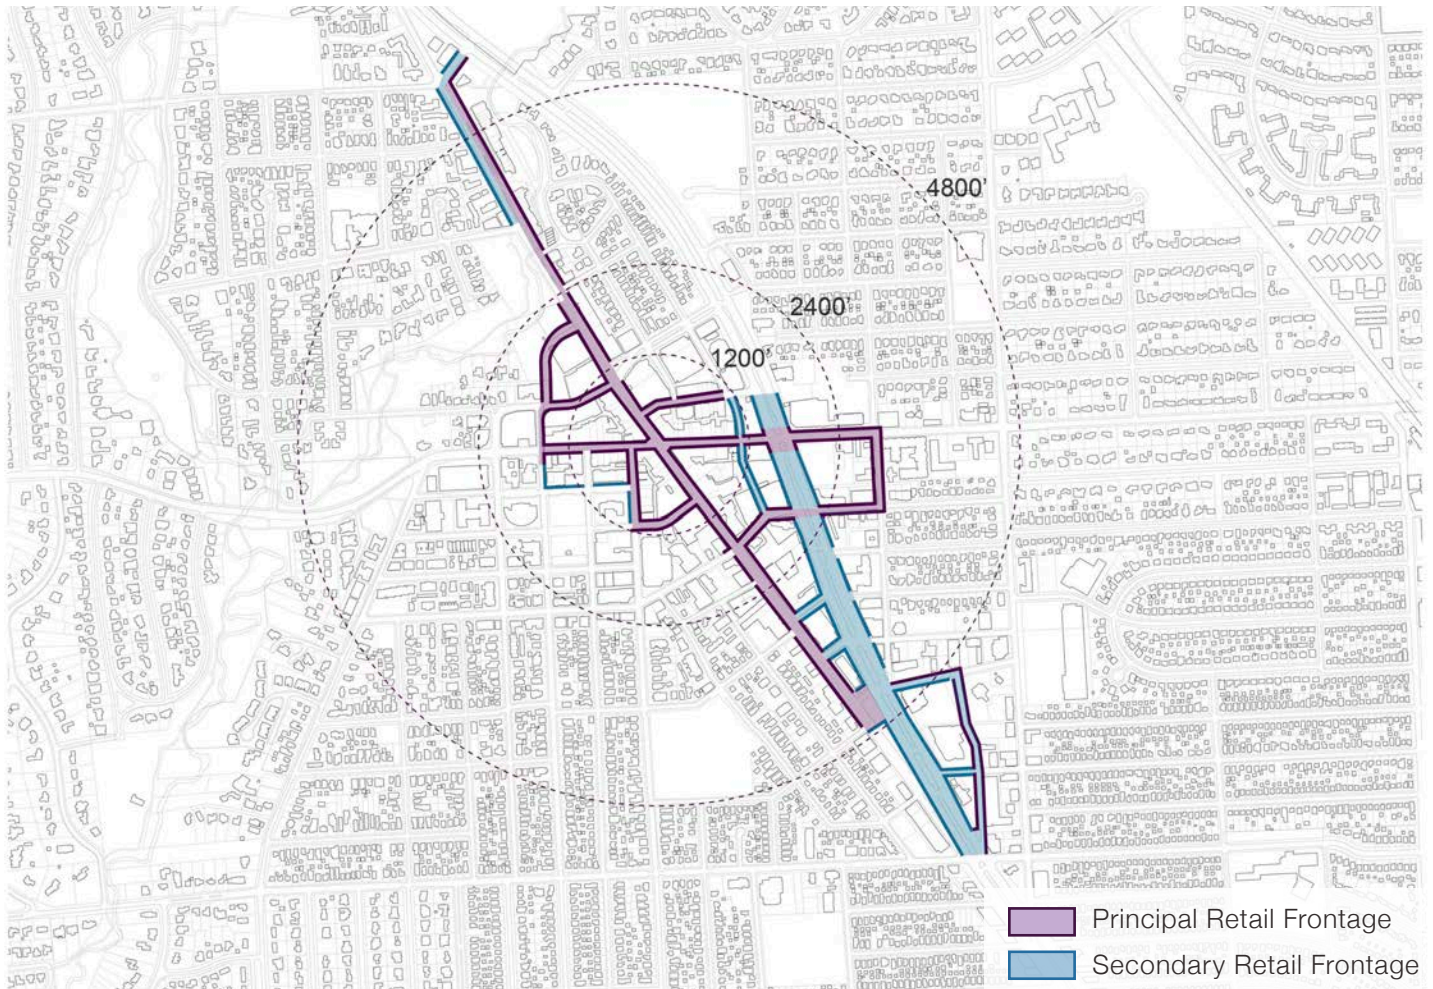 4800'
2400'
1200'
Principal Retail Frontage
Secondary Retail Frontage